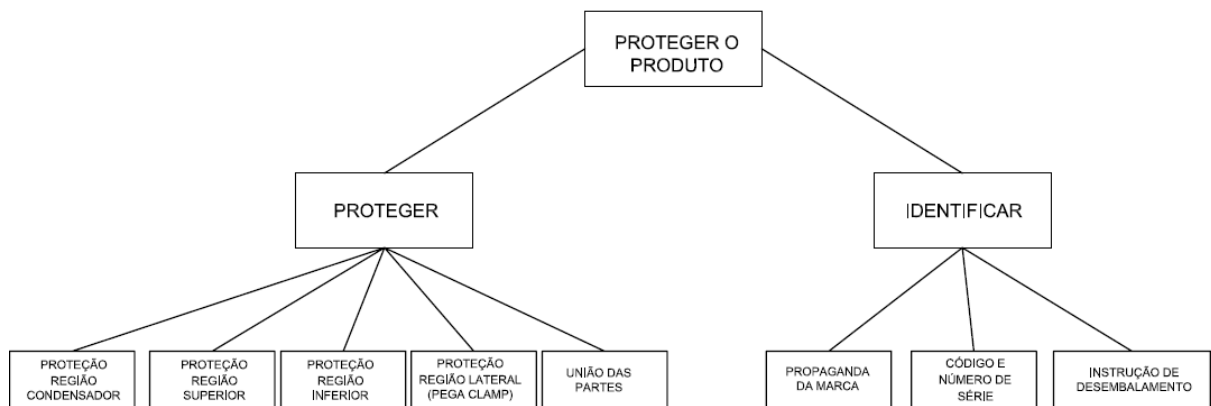 PROTEGER O
PRODUTO
PROTEGER
IDENTIFICAR
PROTEÇÃO
REGIÃO
CONDENSADOR
PROTEÇÃO
REGIÃO
SUPERIOR
PROTEÇÃO
REGIÃO
INFERIOR
PROTEÇÃO
REGIÃO LATERAL
(PEGA CLAMP)
UNIÃO DAS
PARTES
PROPAGANDA
DA MARCA
CÓDIGO E
NÚMERO DE
SÉRIE
INSTRUÇÃO DE
DESEMBALAMENTO